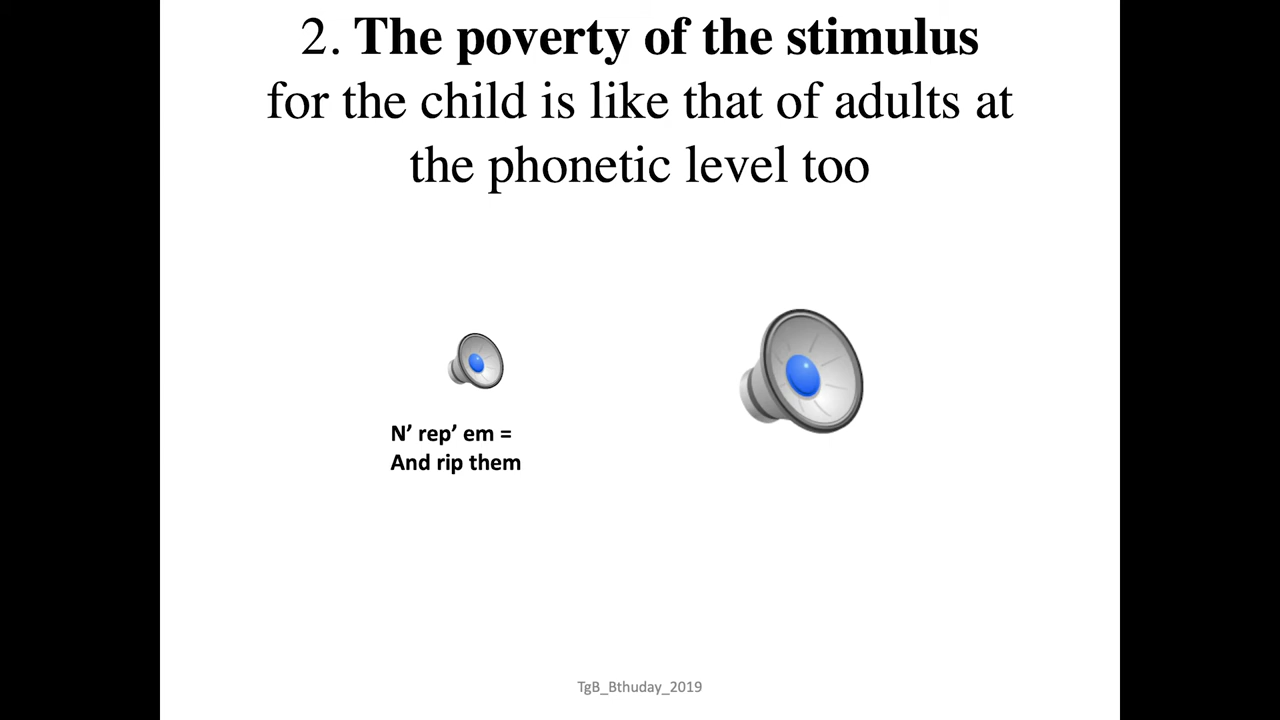 2. The poverty of the stimulus
for the child is like that of adults at
the phonetic level too
N’ rep’ em =
And rip them
TgB_Bthuday_2019